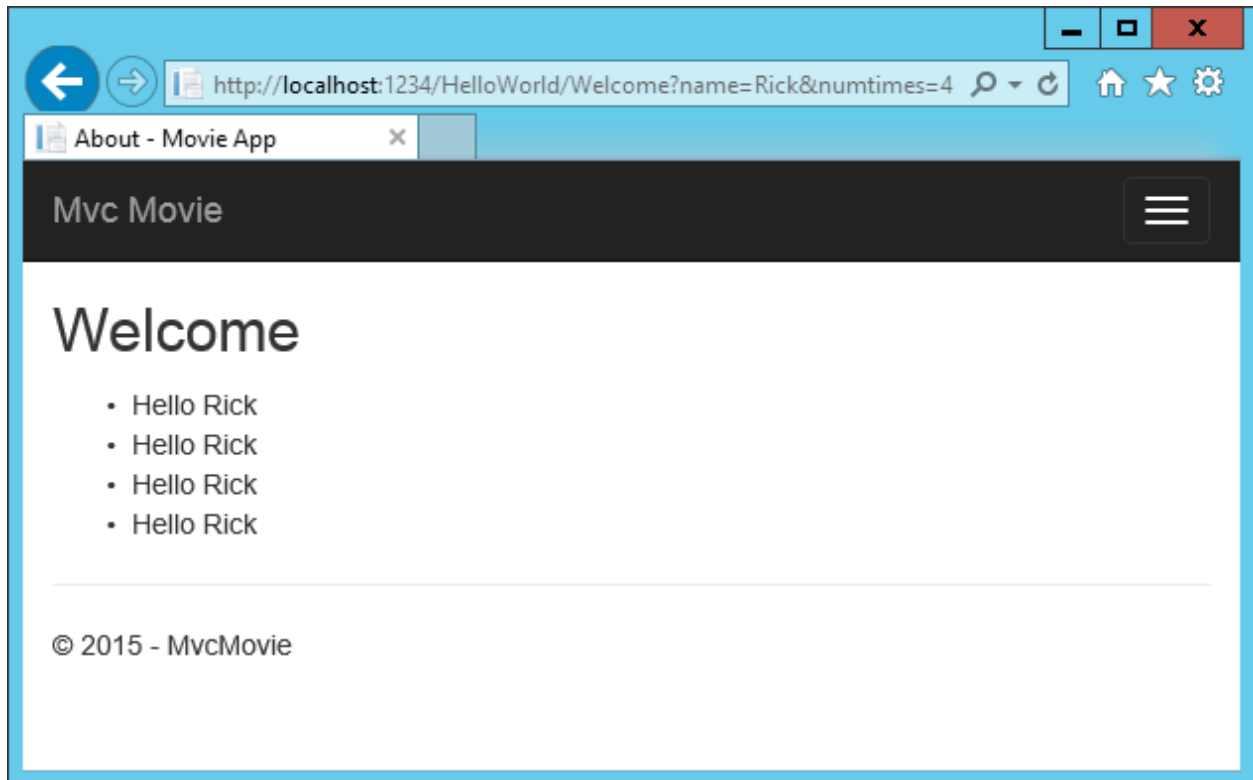 http://localhost:1234/HelloWorld/Welcome?name=Rick&numtimes=4
About - Movie App
Mvc Movie
Welcome
• Hello Rick
• Hello Rick
• Hello Rick
• Hello Rick
© 2015 - MvcMovie